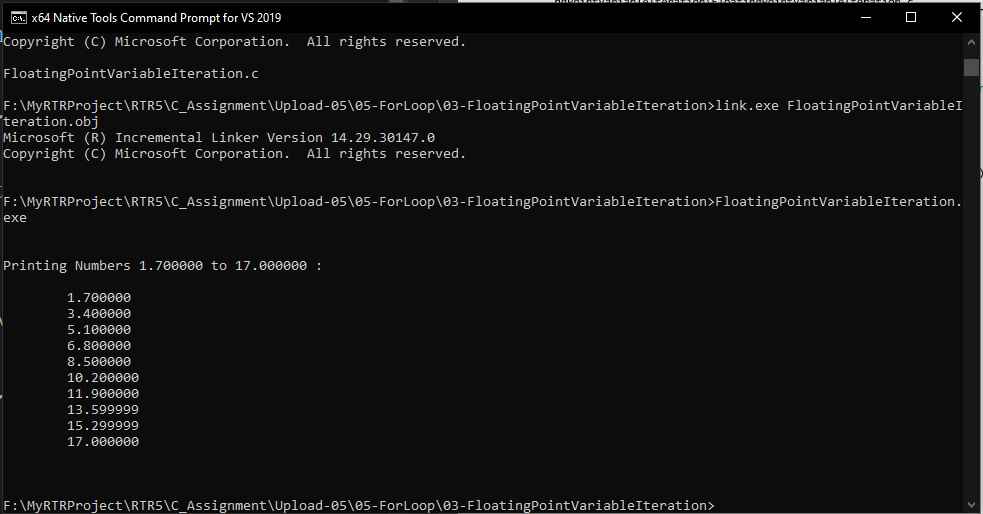 x64 Native Tools Command Prompt for VS 2019
Copyright (C) Microsoft Corporation.  All rights reserved.
FloatingPointVariableIteration.c
F:\MyRTRProject\RTR5\C_Assignment\Upload-05\05-ForLoop\03-FloatingPointVariableIteration>link.exe FloatingPointVariableI
teration.obj
Microsoft (R) Incremental Linker Version 14.29.30147.0
Copyright (C) Microsoft Corporation.  All rights reserved.
F:\MyRTRProject\RTR5\C_Assignment\Upload-05\05-ForLoop\03-FloatingPointVariableIteration>FloatingPointVariableIteration.
exe
Printing Numbers 1.700000 to 17.000000 :
1.700000
3.400000
5.100000
6.800000
8.500000
10.200000
11.900000
13.599999
15.299999
17.000000
F:\MyRTRProject\RTR5\C_Assignment\Upload-05\05-ForLoop\03-FloatingPointVariableIteration>